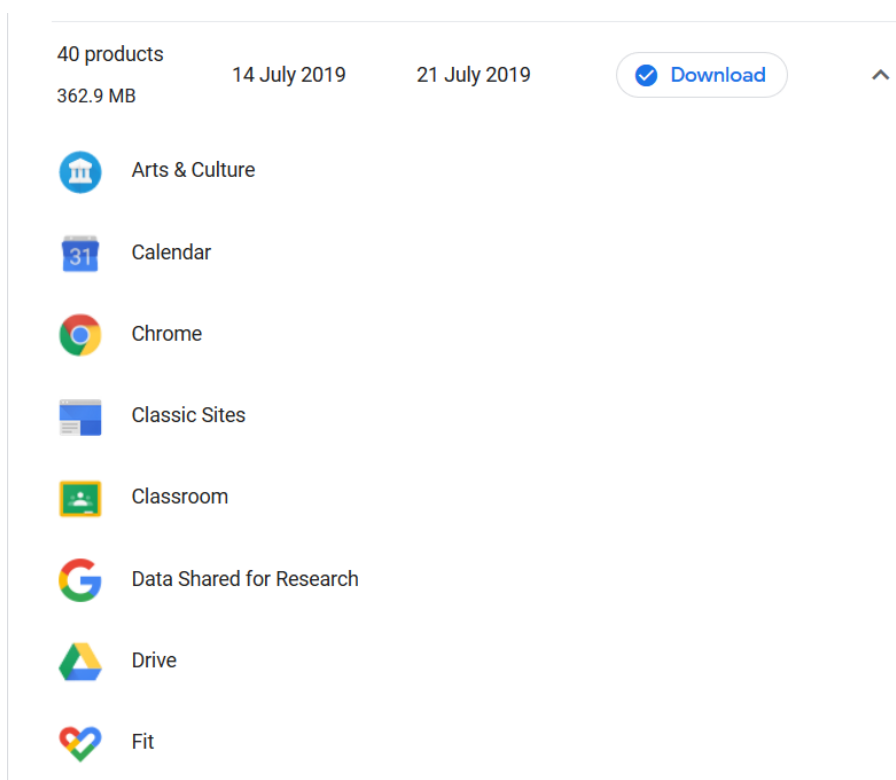 40 products
362.9 MB
14 July 2019
21 July 2019
Download
Arts & Culture
31
Calendar
Chrome
Classic Sites
Classroom
Data Shared for Research
Drive
Fit